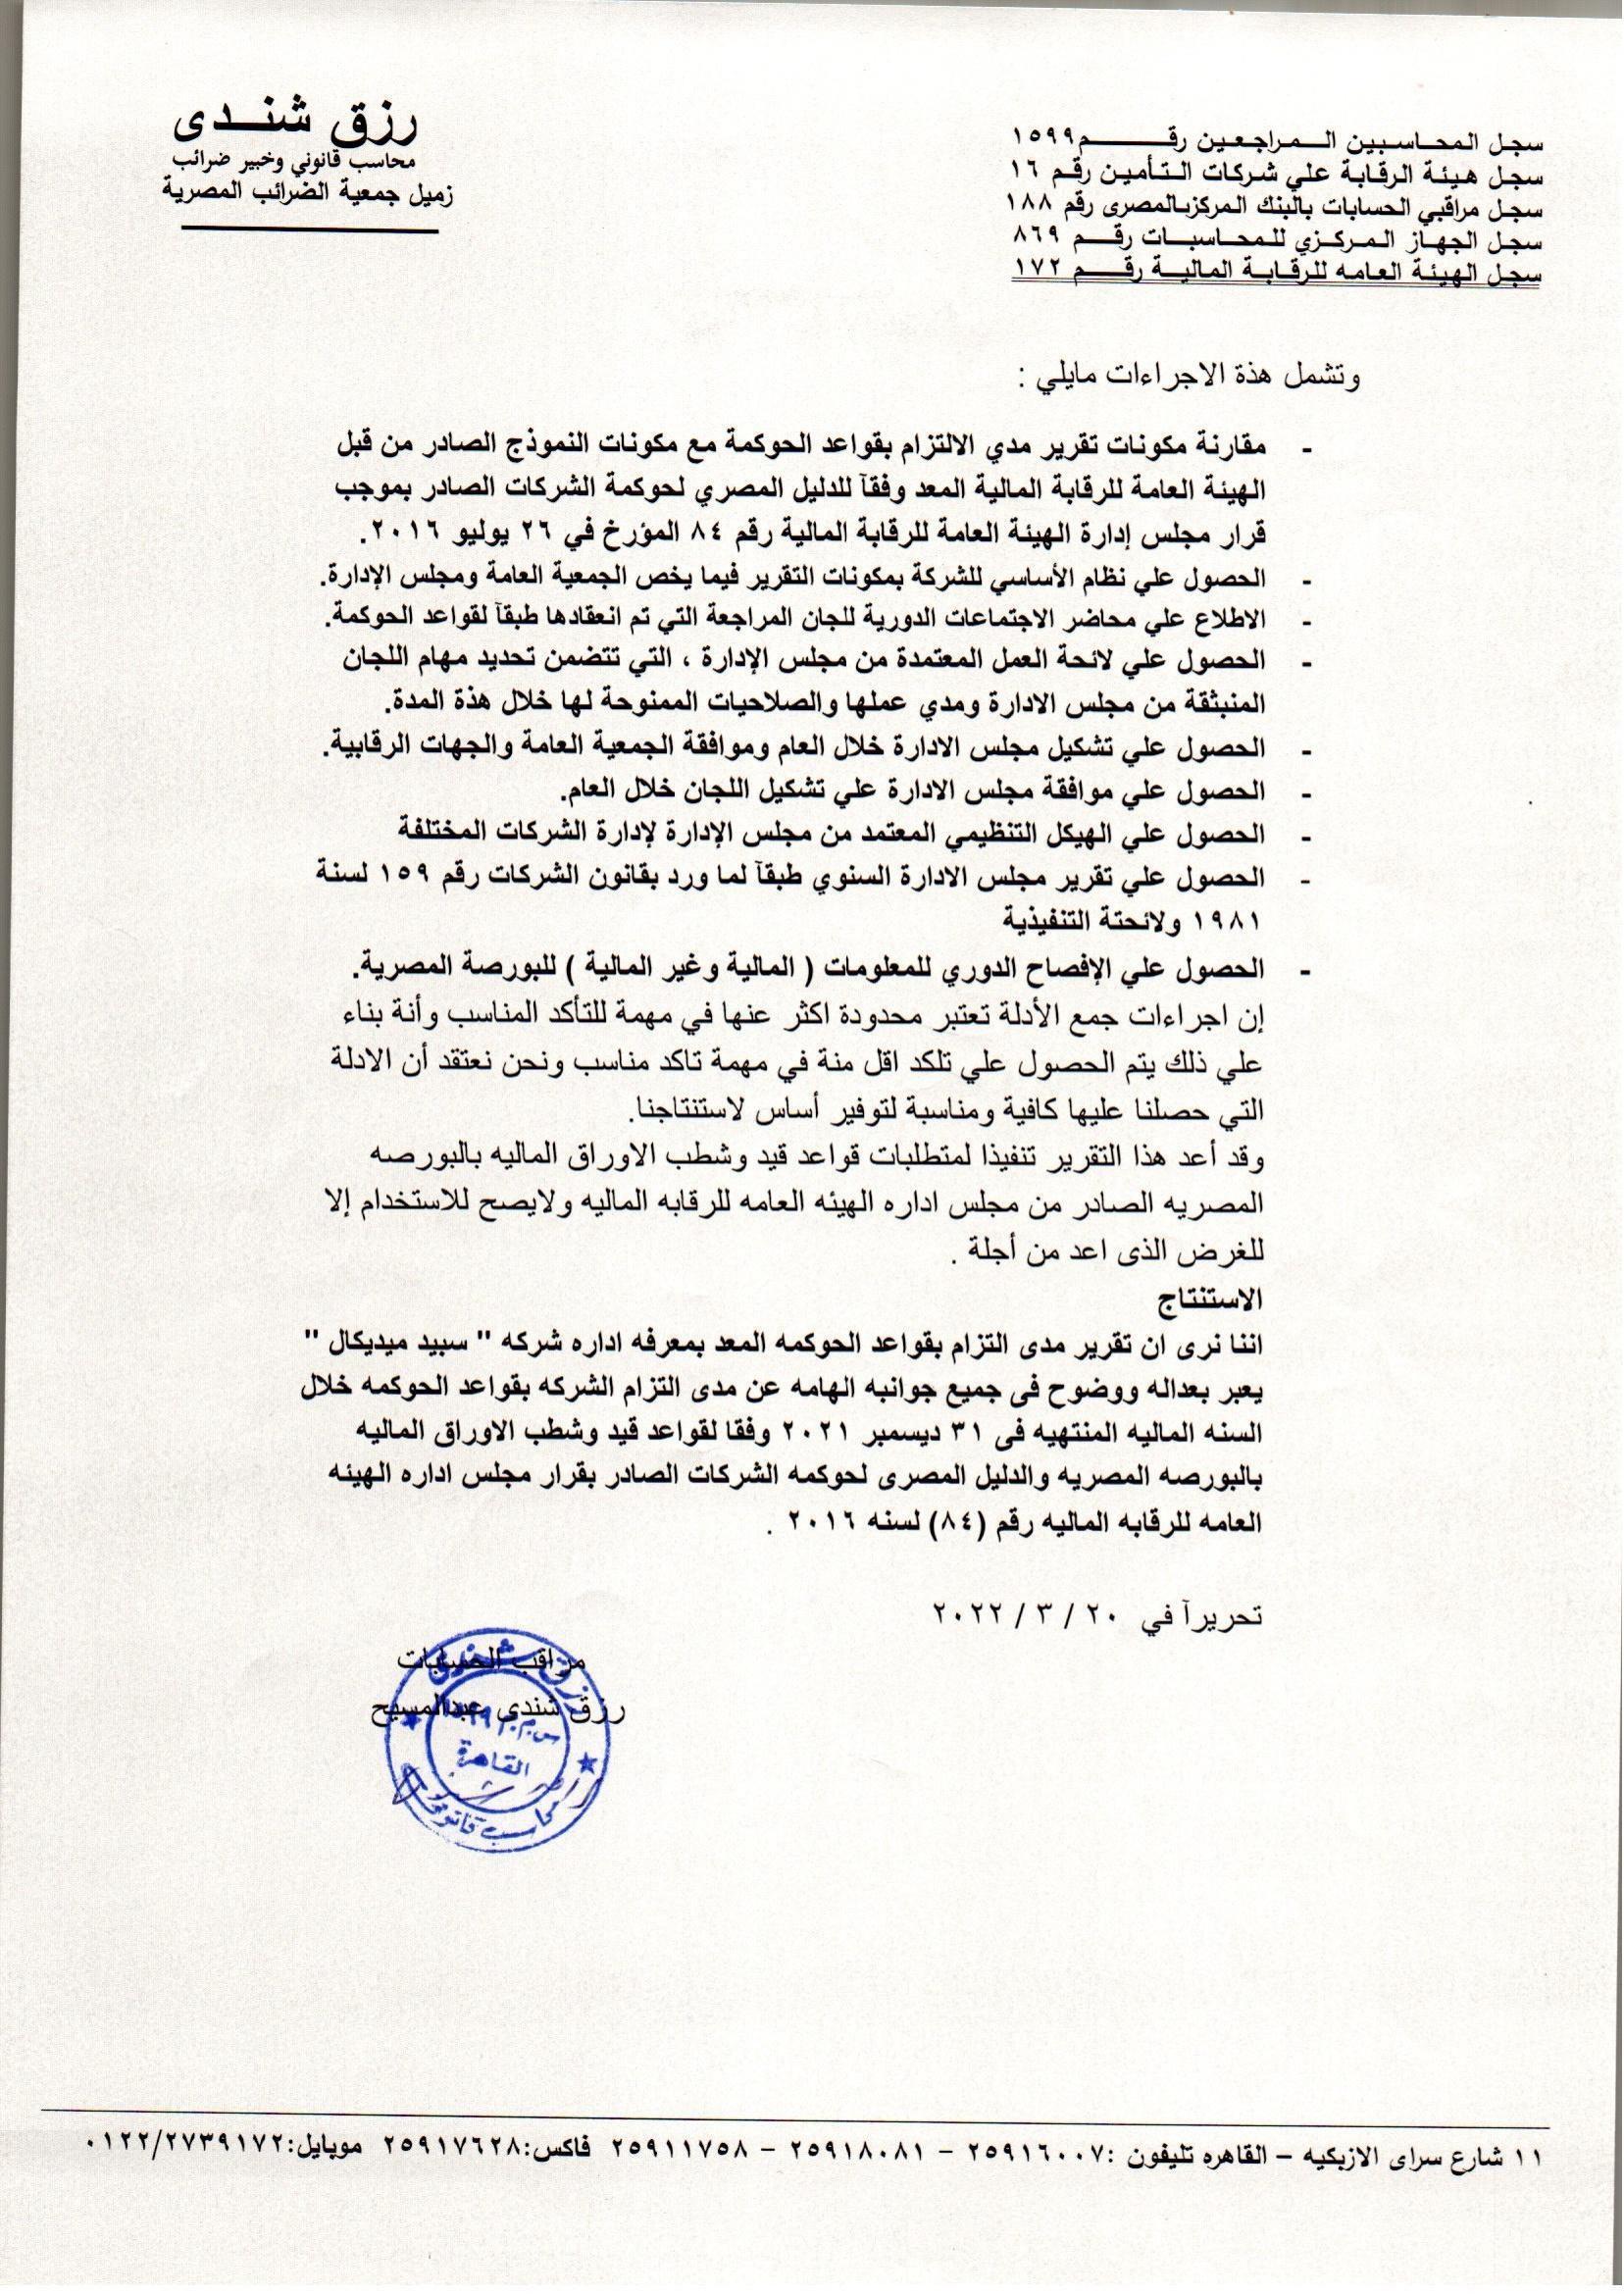 رزق شندى
محاسب قانوني وخبير ضرائب
زميل جمعية الضرائب المصرية
سجل المحاسبين المراجعين رقم ١٥٩٩
سجل هيئة الرقابة علي شركات التأمين رقم ١٦
سجل مراقبي الحسابات بالبنك المركزىالمصرى رقم ١٨٨
سجل الجهاز المركزي للمحاسبات رقم ٨٦٩
سجل الهيئة العامه للرقابة المالية رقم ١٧٢
وتشمل هذة الاجراءات مايلي :
- مقارنة مكونات تقرير مدي الالتزام بقواعد الحوكمة مع مكونات النموذج الصادر من قبل
الهيئة العامة للرقابة المالية المعد وفقآ للدليل المصري لحوكمة الشركات الصادر بموجب
قرار مجلس إدارة الهيئة العامة للرقابة المالية رقم ٨٤ المؤرخ في ٢٦ يوليو ٢٠١٦.
- الحصول علي نظام الأساسي للشركة بمكونات التقرير فيما يخص الجمعية العامة ومجلس الإدارة.
- الاطلاع علي محاضر الاجتماعات الدورية للجان المراجعة التي تم انعقادها طبقآ لقواعد الحوكمة.
- الحصول علي لائحة العمل المعتمدة من مجلس الإدارة ، التي تتضمن تحديد مهام اللجان
المنبثقة من مجلس الادارة ومدي عملها والصلاحيات الممنوحة لها خلال هذة المدة.
- الحصول علي تشكيل مجلس الادارة خلال العام وموافقة الجمعية العامة والجهات الرقابية.
- الحصول علي موافقة مجلس الادارة علي تشكيل اللجان خلال العام.
- الحصول علي الهيكل التنظيمي المعتمد من مجلس الإدارة لإدارة الشركات المختلفة
- الحصول علي تقرير مجلس الادارة السنوي طبقآ لما ورد بقانون الشركات رقم ١٥٩ لسنة
١٩٨١ ولائحتة التنفيذية
- الحصول علي الإفصاح الدوري للمعلومات ( المالية وغير المالية ) للبورصة المصرية.
إن اجراءات جمع الأدلة تعتبر محدودة اكثر عنها في مهمة للتأكد المناسب وأنة بناء
علي ذلك يتم الحصول علي تلكد اقل منة في مهمة تاكد مناسب ونحن نعتقد أن الادلة
التي حصلنا عليها كافية ومناسبة لتوفير أساس لاستنتاجنا.
وقد أعد هذا التقرير تنفيذا لمتطلبات قواعد قيد وشطب الاوراق الماليه بالبورصه
المصريه الصادر من مجلس اداره الهيئه العامه للرقابه الماليه ولايصح للاستخدام إلا
للغرض الذى اعد من أجلة .
الاستنتاج
اننا نرى ان تقرير مدى التزام بقواعد الحوكمه المعد بمعرفه اداره شركه " سبيد ميديكال "
يعبر بعداله ووضوح فى جميع جوانبه الهامه عن مدى التزام الشركه بقواعد الحوكمه خلال
السنه الماليه المنتهيه فى ٣١ ديسمبر ٢٠٢١ وفقا لقواعد قيد وشطب الاوراق الماليه
بالبورصه المصريه والدليل المصرى لحوكمه الشركات الصادر بقرار مجلس اداره الهيئه
العامه للرقابه الماليه رقم (٨٤) لسنه ٢٠١٦ .
تحريرآ في ٢٠ / ٣ / ٢٠٢٢
مراقب الحسابات
رزق شندي عبدالمسيح
رزق شندى
س.م.م ١٥٩٩
القاهرة
محاسب قانونى
١١ شارع سراى الازبكيه – القاهره تليفون :٢٥٩١٦٠٠٧ – ٢٥٩١٨٠٨١ – ٢٥٩١١٧٥٨ فاكس:٢٥٩١٧٦٢٨ موبايل:٠١٢٢/٢٧٣٩١٧٢